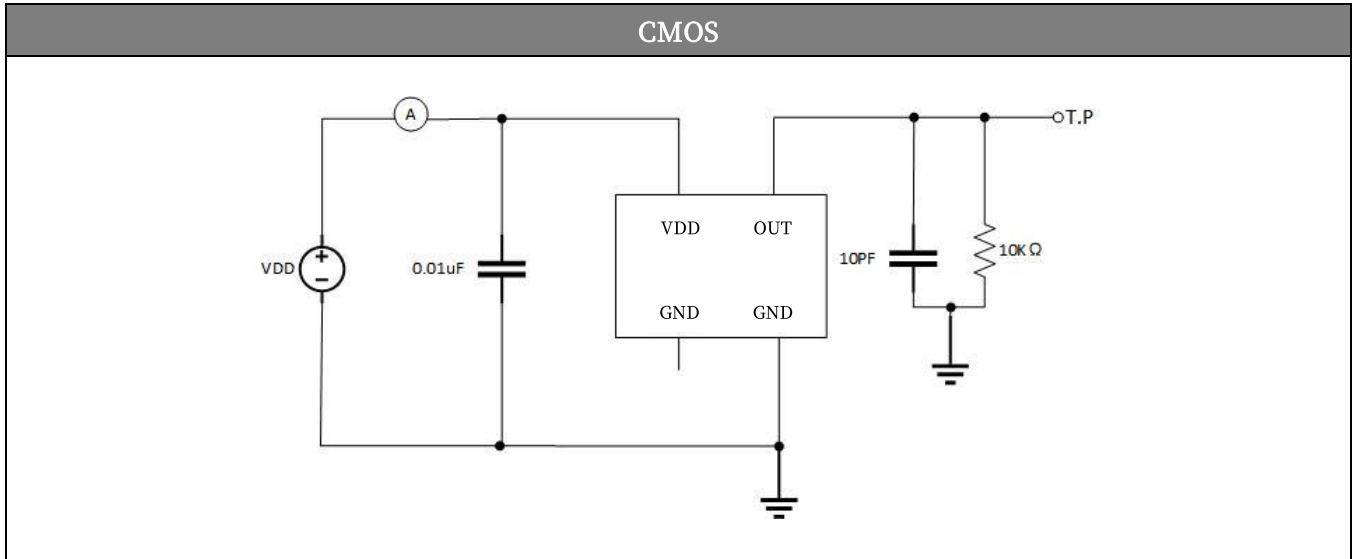 CMOS
A
T.P
VDD OUT
VDD
0.01uF
10PF
10KΩ
GND GND